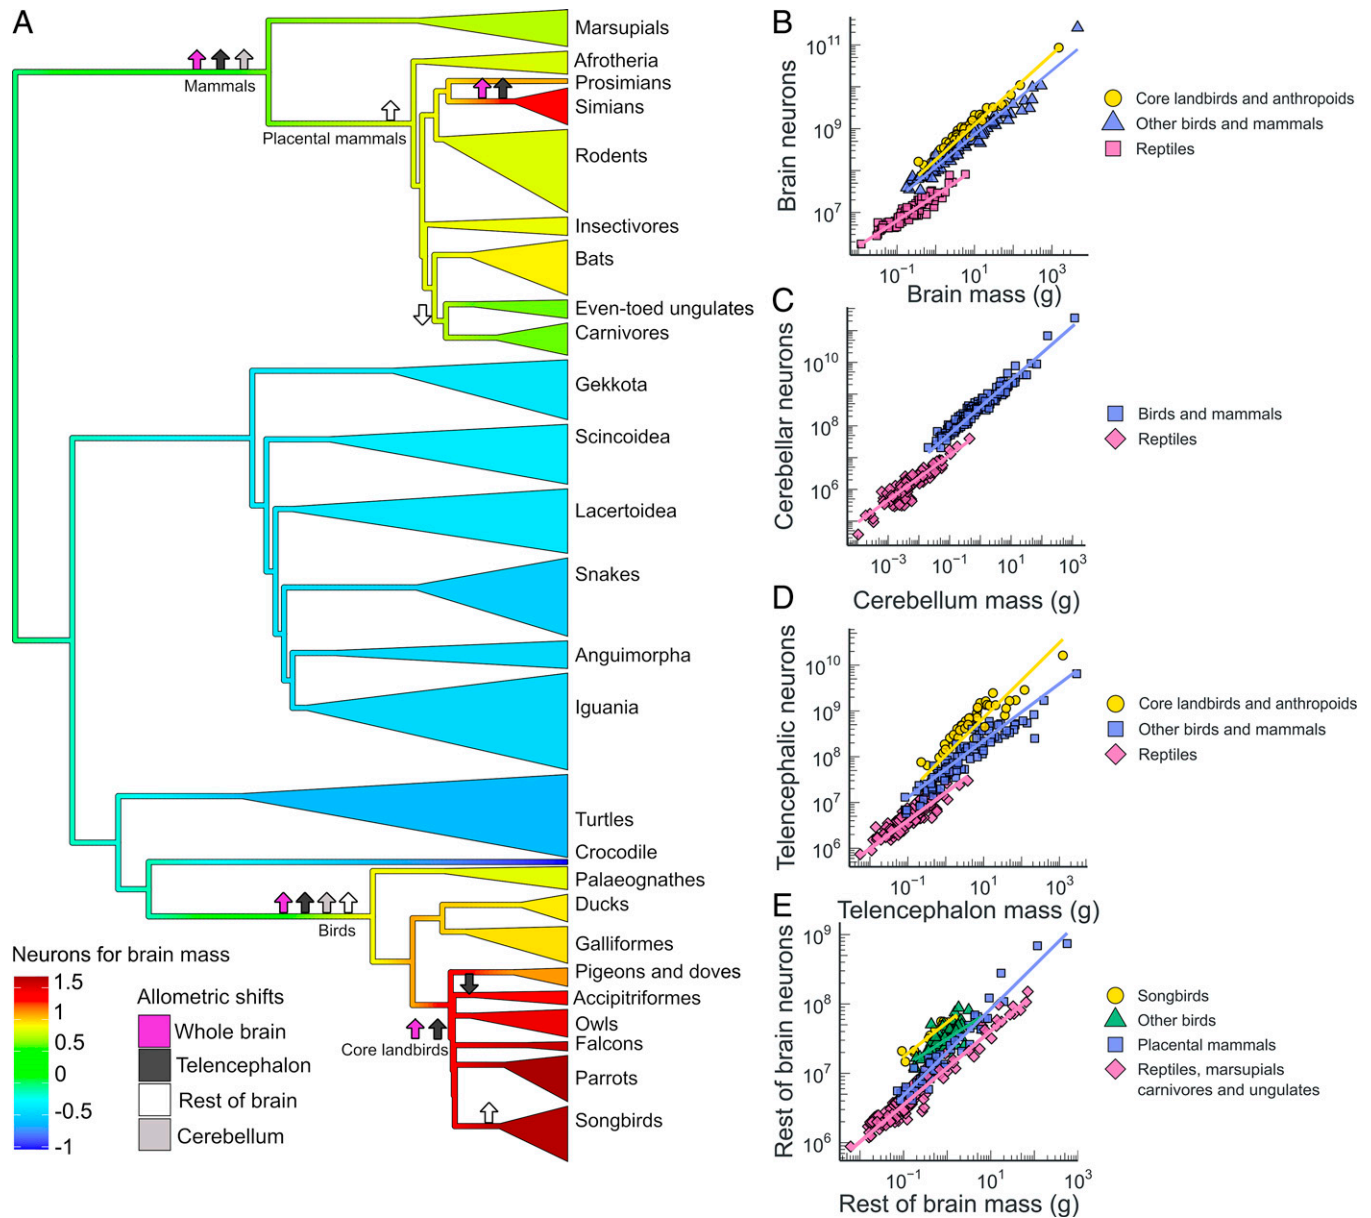 A
Marsupials
Afrotheria
Prosimians
Simians
Mammals
Placental mammals
Rodents
Insectivores
Bats
Even-toed ungulates
Carnivores
Gekkota
Scincoidea
Lacertoidea
Snakes
Anguimorpha
Iguania
Turtles
Crocodile
Palaeognathes
Birds
Ducks
Galliformes
Pigeons and doves
Accipitriformes
Owls
Core landbirds
Falcons
Parrots
Songbirds
Neurons for brain mass
1.5
1
0.5
0
-0.5
-1
Allometric shifts
Whole brain
Telencephalon
Rest of brain
Cerebellum
B
Brain neurons
10¹¹
10⁹
10⁷
10⁻¹ 10¹ 10³
Brain mass (g)
Core landbirds and anthropoids
Other birds and mammals
Reptiles
C
Cerebellar neurons
10¹⁰
10⁸
10⁶
10⁻³ 10⁻¹ 10¹ 10³
Cerebellum mass (g)
Birds and mammals
Reptiles
D
Telencephalic neurons
10¹⁰
10⁹
10⁸
10⁷
10⁶
10⁻¹ 10¹ 10³
Telencephalon mass (g)
Core landbirds and anthropoids
Other birds and mammals
Reptiles
E
Rest of brain neurons
10⁹
10⁸
10⁷
10⁶
10⁻¹ 10¹ 10³
Rest of brain mass (g)
Songbirds
Other birds
Placental mammals
Reptiles, marsupials
carnivores and ungulates